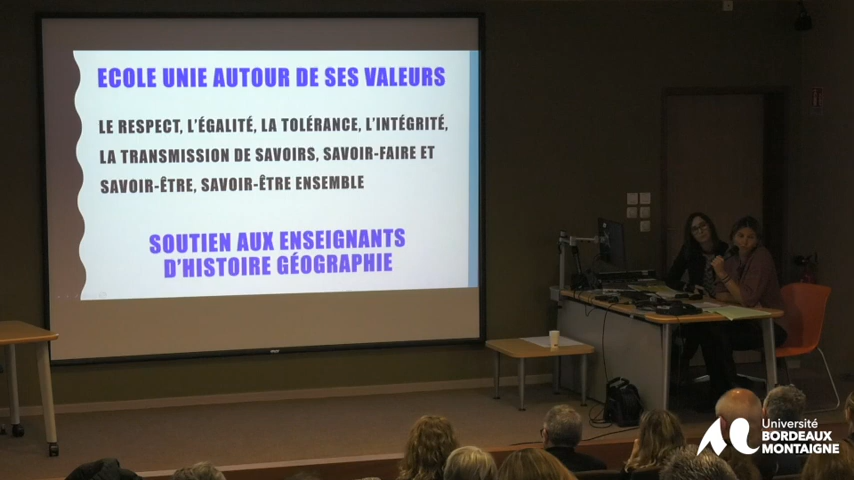 ECOLE UNIE AUTOUR DE SES VALEURS
LE RESPECT, L'ÉGALITÉ, LA TOLÉRANCE, L'INTÉGRITÉ,
LA TRANSMISSION DE SAVOIRS, SAVOIR-FAIRE ET
SAVOIR-ÊTRE, SAVOIR-ÊTRE ENSEMBLE
SOUTIEN AUX ENSEIGNANTS
D'HISTOIRE GÉOGRAPHIE
Université
BORDEAUX
MONTAIGNE